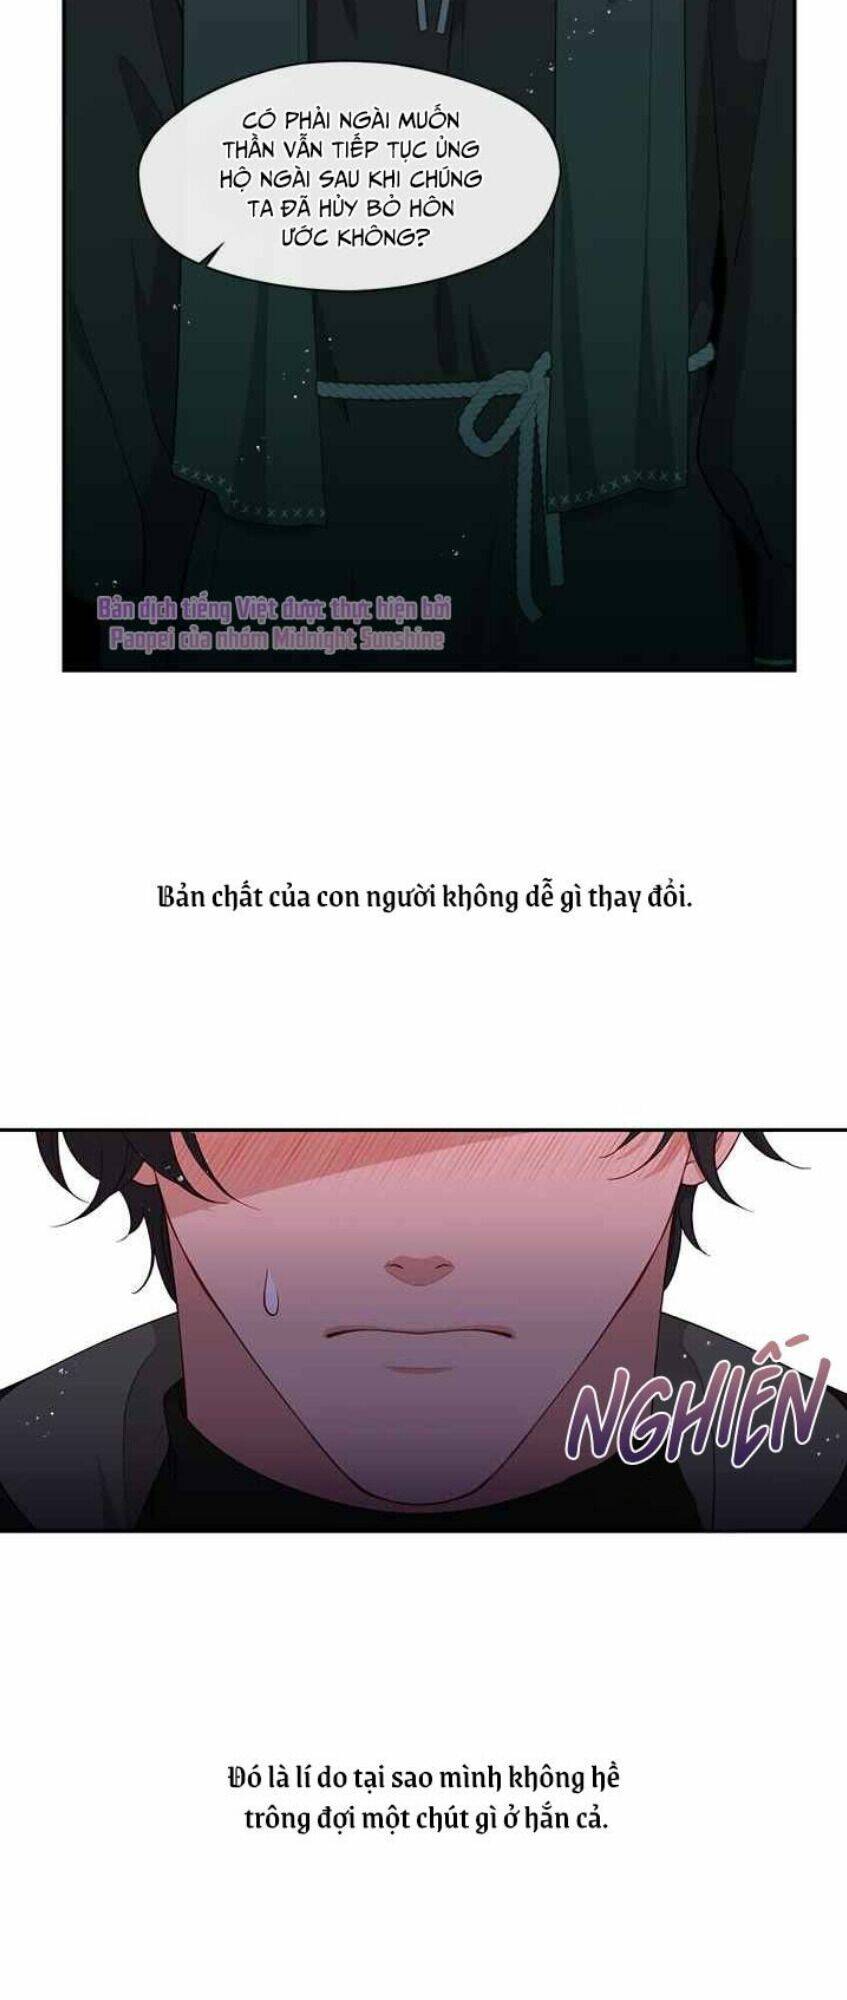 CÓ PHẢI NGÀI MUỐN
THẦN VẪN TIẾP TỤC ỦNG
HỘ NGÀI SAU KHI CHÚNG
TA ĐÃ HỦY BỎ HÔN
ƯỚC KHÔNG?
Bản dịch tiếng Việt được thực hiện bởi
Paopei của nhóm Midnight Sunshine
Bản chất của con người không dễ gì thay đổi.
NGHIẾN
Đó là lí do tại sao mình không hề
trông đợi một chút gì ở hắn cả.